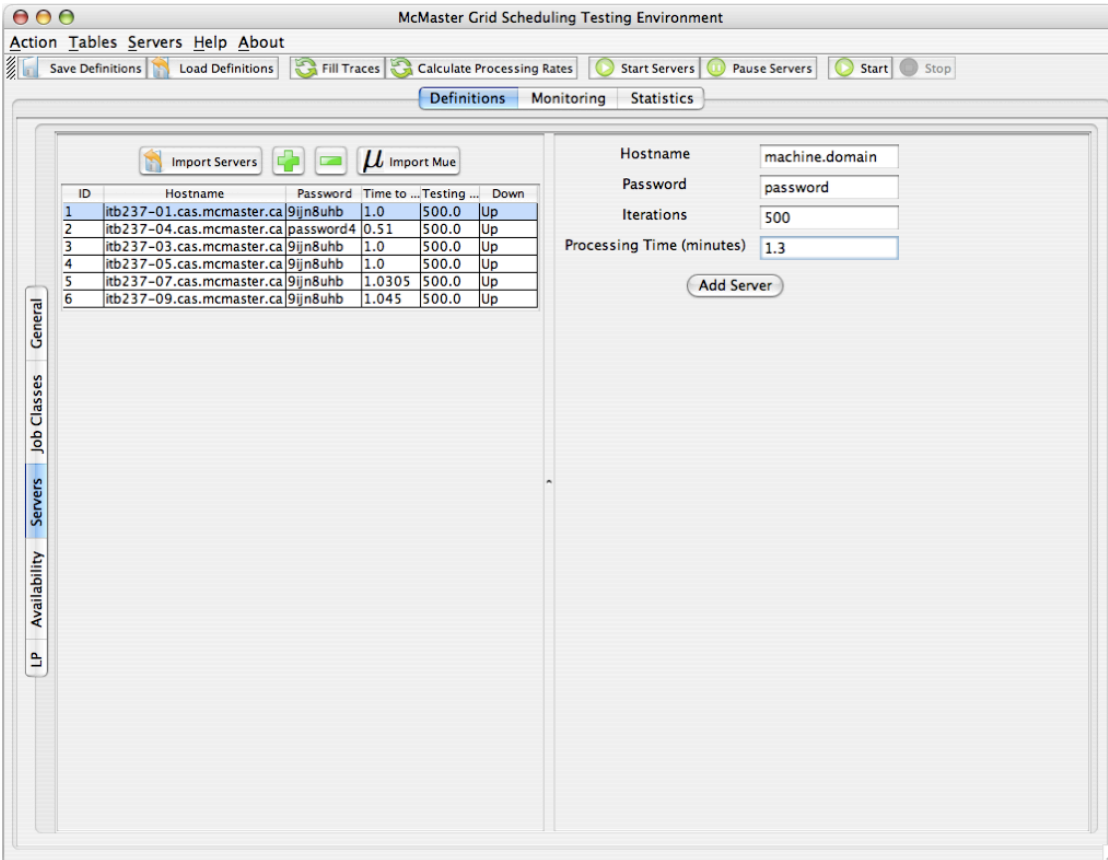 McMaster Grid Scheduling Testing Environment
Action Tables Servers Help About
Save Definitions Load Definitions Fill Traces Calculate Processing Rates Start Servers Pause Servers Start Stop
Definitions Monitoring Statistics
Import Servers μ Import Mue
ID Hostname Password Time to ... Testing ... Down
1 itb237-01.cas.mcmaster.ca 9ijn8uhb 1.0 500.0 Up
2 itb237-04.cas.mcmaster.ca password4 0.51 500.0 Up
3 itb237-03.cas.mcmaster.ca 9ijn8uhb 1.0 500.0 Up
4 itb237-05.cas.mcmaster.ca 9ijn8uhb 1.0 500.0 Up
5 itb237-07.cas.mcmaster.ca 9ijn8uhb 1.0305 500.0 Up
6 itb237-09.cas.mcmaster.ca 9ijn8uhb 1.045 500.0 Up
Hostname machine.domain
Password password
Iterations 500
Processing Time (minutes) 1.3
Add Server
General
Job Classes
Servers
Availability
LP